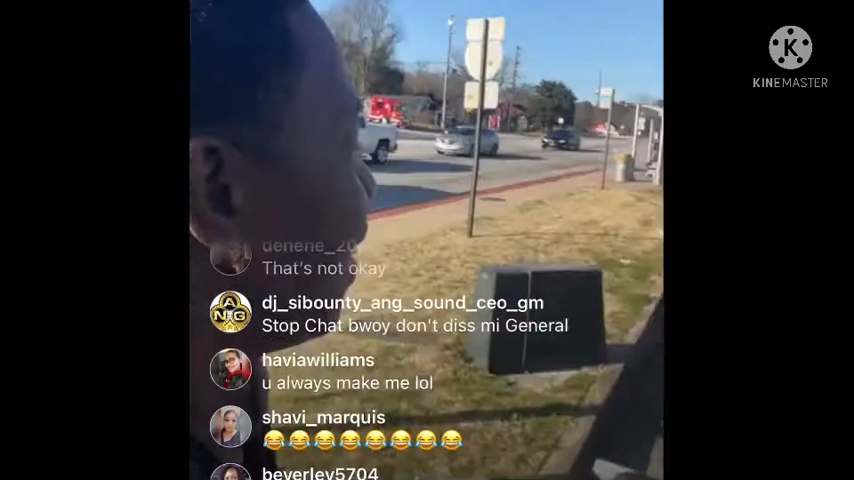 KINEMASTER
denene_20
That's not okay
dj_sibounty_ang_sound_ceo_gm
Stop Chat bwoy don't diss mi General
ANG
haviawilliams
u always make me lol
shavi_marquis
😂😂😂😂😂😂😂😂
beverley5704